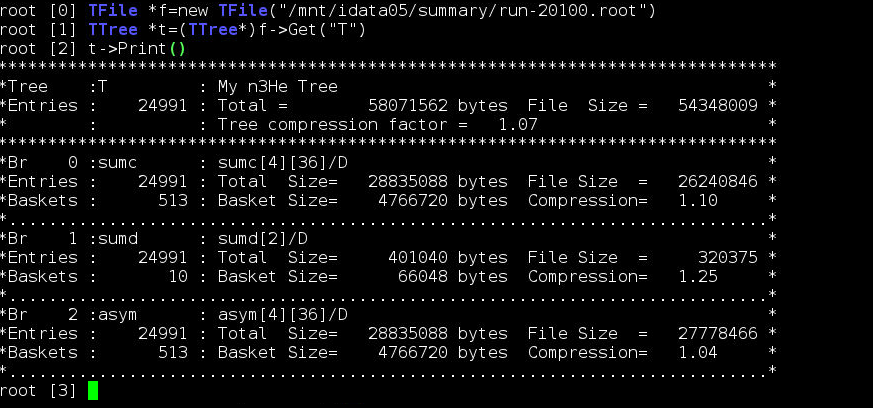 root [0] TFile *f=new TFile("/mnt/idata05/summary/run-20100.root")
root [1] TTree *t=(TTree*)f->Get("T")
root [2] t->Print()
******************************************************************************
*Tree    :T         : My n3He Tree                                           *
*Entries :    24991 : Total =        58071562 bytes  File  Size =   54348009 *
*        :          : Tree compression factor =   1.07                       *
******************************************************************************
*Br    0 :sumc      : sumc[4][36]/D                                          *
*Entries :    24991 : Total  Size=   28835088 bytes  File Size  =   26240846 *
*Baskets :      513 : Basket Size=    4766720 bytes  Compression=   1.10     *
*............................................................................*
*Br    1 :sumd      : sumd[2]/D                                              *
*Entries :    24991 : Total  Size=     401040 bytes  File Size  =     320375 *
*Baskets :       10 : Basket Size=      66048 bytes  Compression=   1.25     *
*............................................................................*
*Br    2 :asym      : asym[4][36]/D                                          *
*Entries :    24991 : Total  Size=   28835088 bytes  File Size  =   27778466 *
*Baskets :      513 : Basket Size=    4766720 bytes  Compression=   1.04     *
*............................................................................*
root [3]